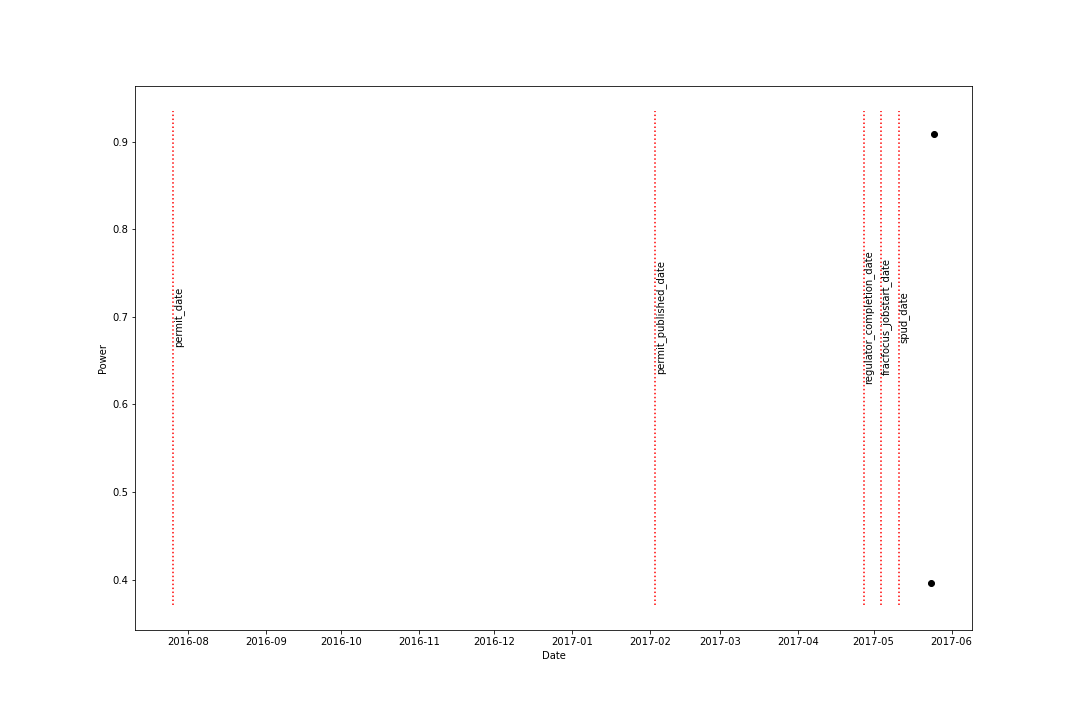 0.9
0.8
0.7
0.6
0.5
0.4
Power
permit_date
permit_published_date
regulator_completion_date
fracfocus_jobstart_date
spud_date
2016-08 2016-09 2016-10 2016-11 2016-12 2017-01 2017-02 2017-03 2017-04 2017-05 2017-06
Date